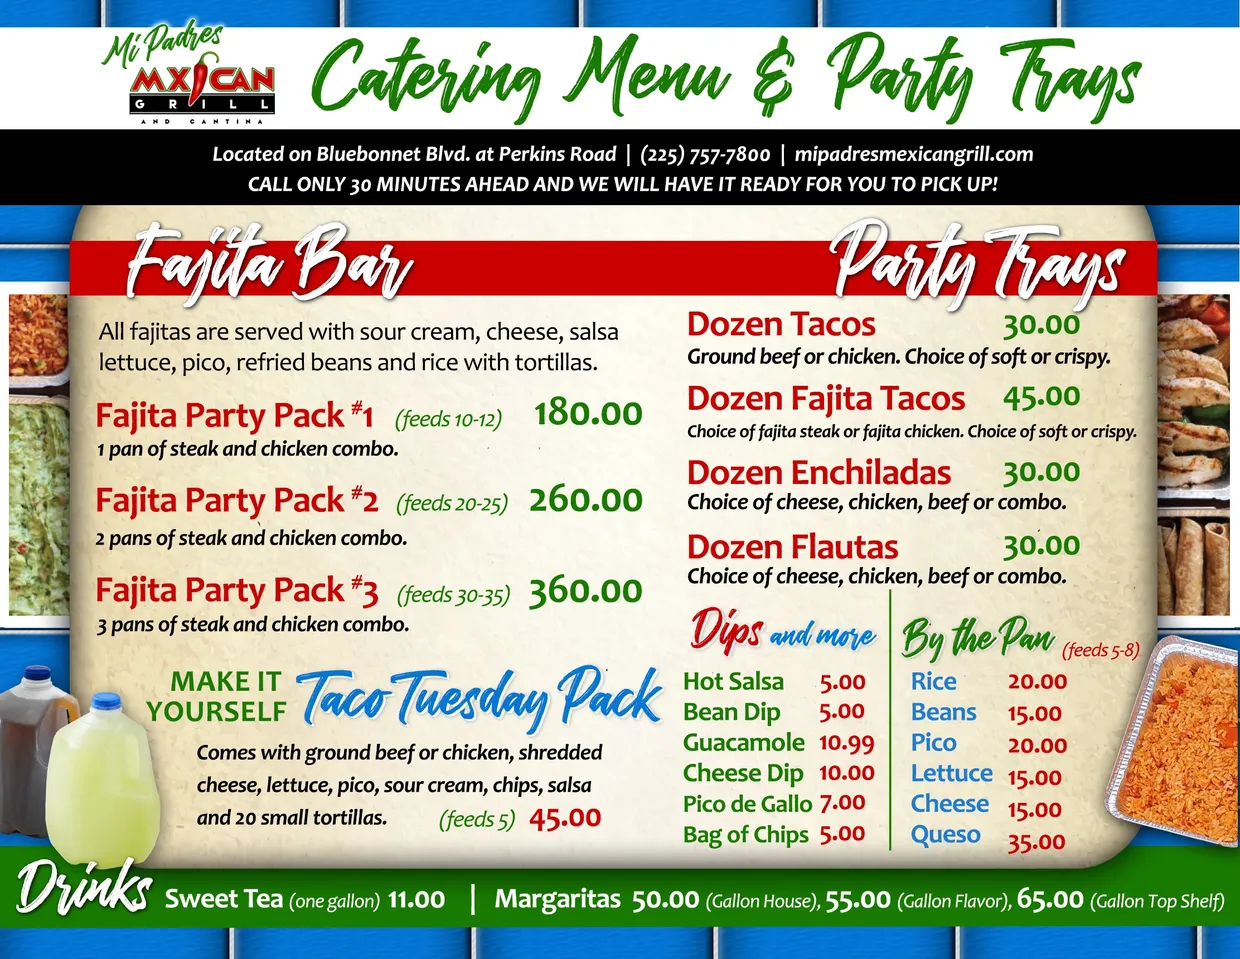 Mi Padres
MXICAN
GRILL
AND CANTINA
Catering Menu & Party Trays
Located on Bluebonnet Blvd. at Perkins Road | (225) 757-7800 | mipadresmexicangrill.com
CALL ONLY 30 MINUTES AHEAD AND WE WILL HAVE IT READY FOR YOU TO PICK UP!
Fajita Bar
All fajitas are served with sour cream, cheese, salsa
lettuce, pico, refried beans and rice with tortillas.
Fajita Party Pack #1 (feeds 10-12) 180.00
1 pan of steak and chicken combo.
Fajita Party Pack #2 (feeds 20-25) 260.00
2 pans of steak and chicken combo.
Fajita Party Pack #3 (feeds 30-35) 360.00
3 pans of steak and chicken combo.
MAKE IT
YOURSELF Taco Tuesday Pack
Comes with ground beef or chicken, shredded
cheese, lettuce, pico, sour cream, chips, salsa
and 20 small tortillas. (feeds 5) 45.00
Party Trays
Dozen Tacos 30.00
Ground beef or chicken. Choice of soft or crispy.
Dozen Fajita Tacos 45.00
Choice of fajita steak or fajita chicken. Choice of soft or crispy.
Dozen Enchiladas 30.00
Choice of cheese, chicken, beef or combo.
Dozen Flautas 30.00
Choice of cheese, chicken, beef or combo.
Dips and more
Hot Salsa 5.00
Bean Dip 5.00
Guacamole 10.99
Cheese Dip 10.00
Pico de Gallo 7.00
Bag of Chips 5.00
By the Pan (feeds 5-8)
Rice 20.00
Beans 15.00
Pico 20.00
Lettuce 15.00
Cheese 15.00
Queso 35.00
Drinks Sweet Tea (one gallon) 11.00 | Margaritas 50.00 (Gallon House), 55.00 (Gallon Flavor), 65.00 (Gallon Top Shelf)